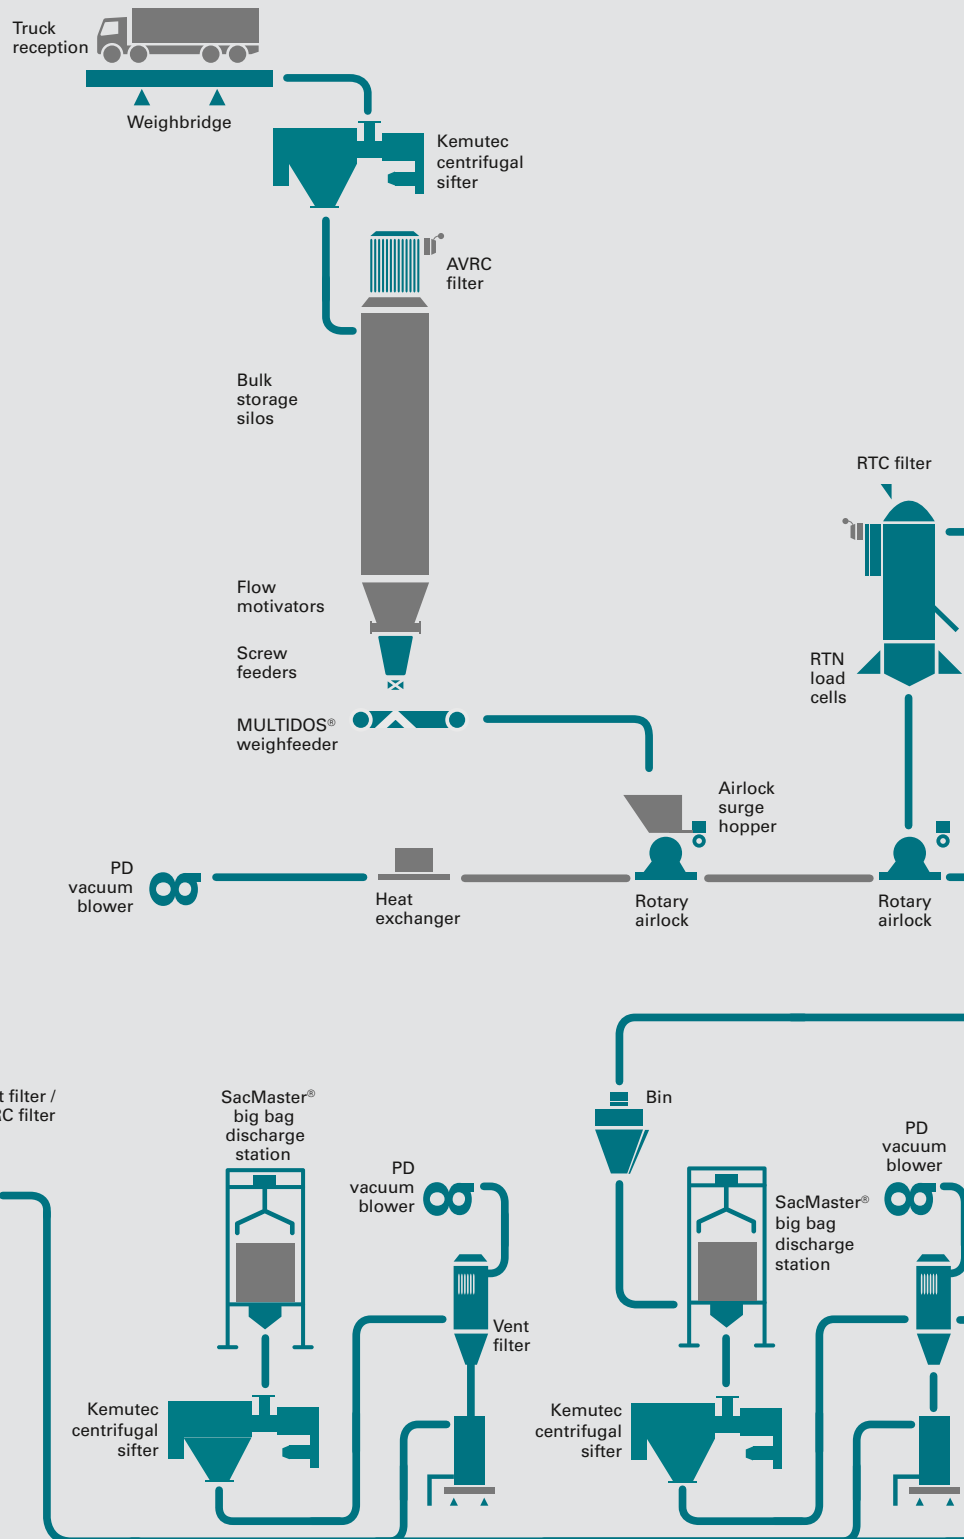 Truck
reception
Weighbridge
Kemutec
centrifugal
sifter
AVRC
filter
Bulk
storage
silos
RTC filter
Flow
motivators
Screw
feeders
RTN
load
cells
MULTIDOS®
weighfeeder
Airlock
surge
hopper
PD
vacuum
blower
Heat
exchanger
Rotary
airlock
Rotary
airlock
t filter /
C filter
SacMaster®
big bag
discharge
station
PD
vacuum
blower
Bin
PD
vacuum
blower
SacMaster®
big bag
discharge
station
Vent
filter
Kemutec
centrifugal
sifter
Kemutec
centrifugal
sifter